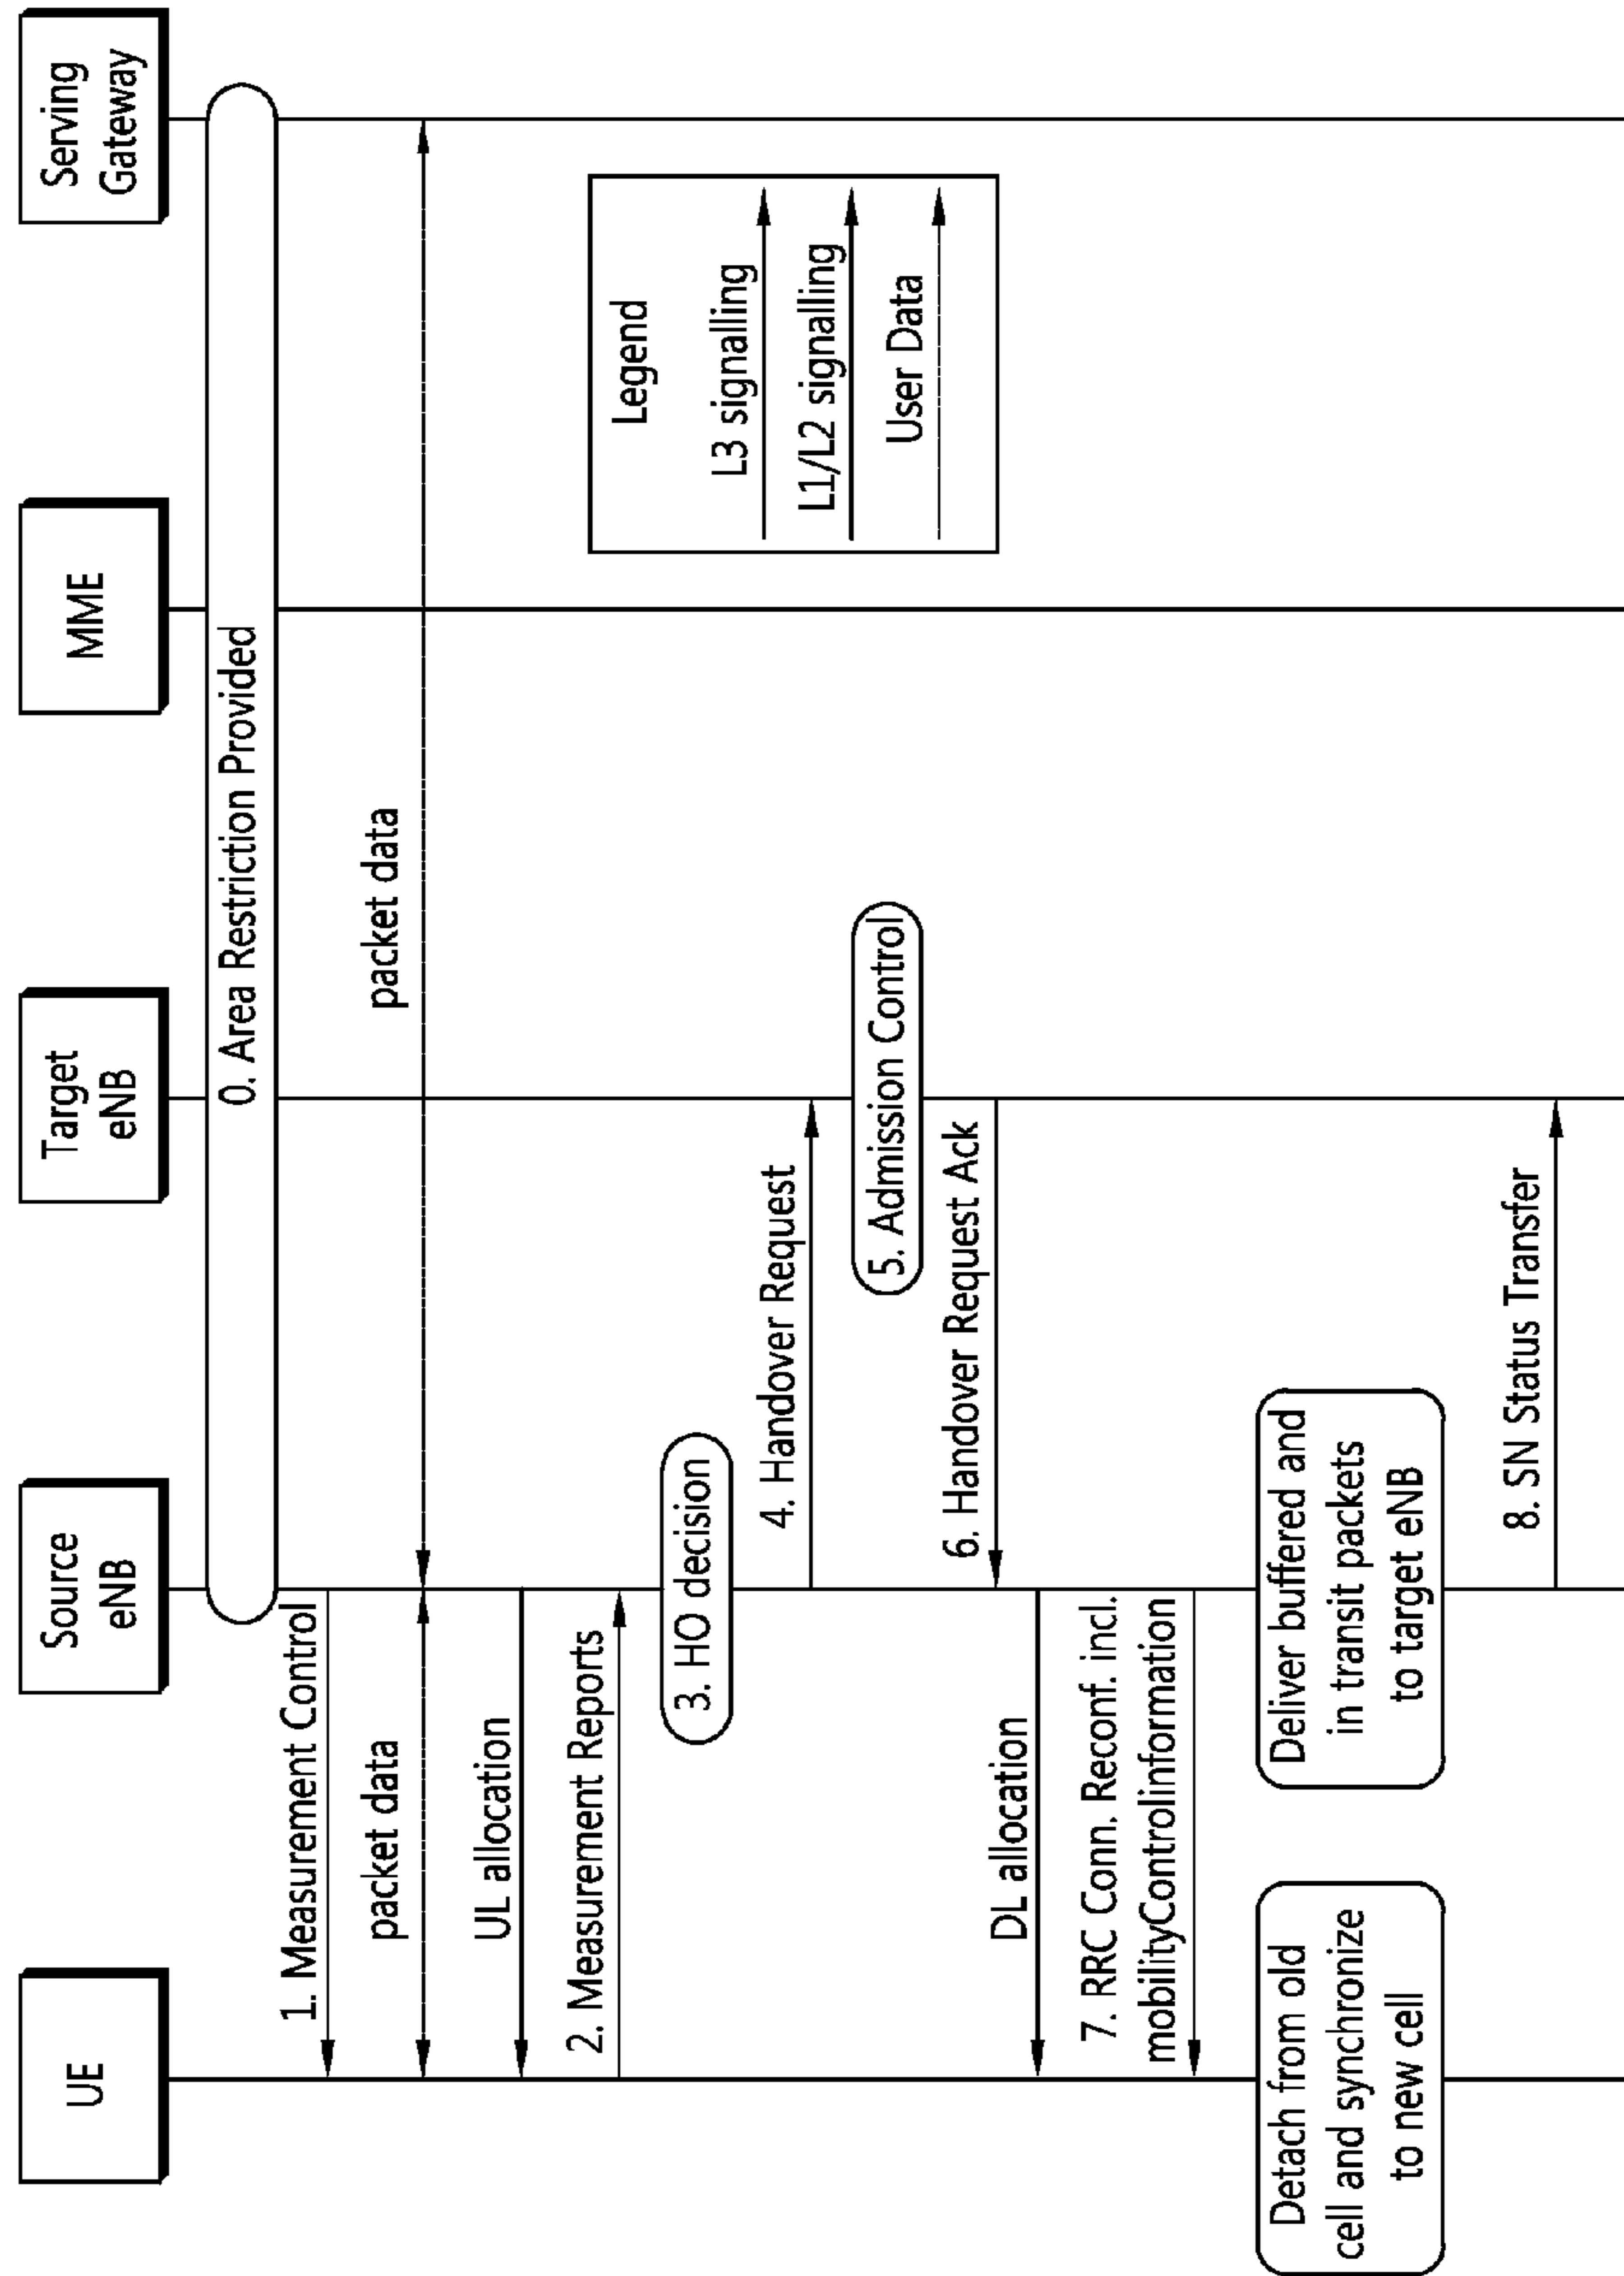 UE
Source
eNB
Target
eNB
MME
Serving
Gateway
0. Area Restriction Provided
1. Measurement Control
packet data
packet data
UL allocation
2. Measurement Reports
3. HO decision
Legend
L3 signalling
L1/L2 signalling
User Data
4. Handover Request
5. Admission Control
6. Handover Request Ack
DL allocation
7. RRC Conn. Reconf. incl.
mobilityControlinformation
Detach from old
cell and synchronize
to new cell
Deliver buffered and
in transit packets
to target eNB
8. SN Status Transfer